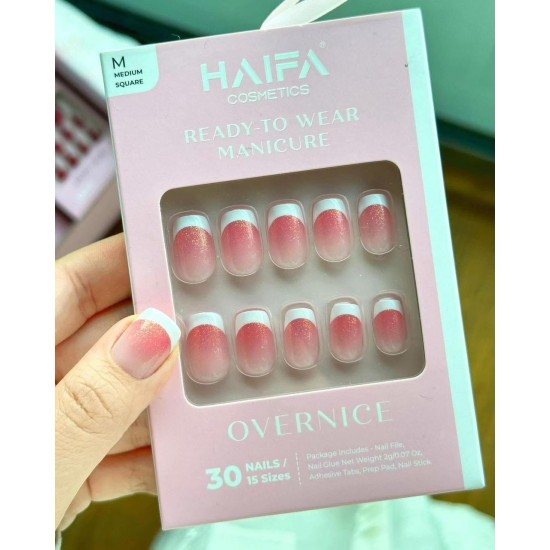 M
MEDIUM
SQUARE
HAIFA®
COSMETICS
READY-TO WEAR
MANICURE
OVERNICE
30 NAILS /
15 Sizes
Package Includes - Nail File,
Nail Glue Net Weight 2g/0.07 Oz,
Adhesive Tabs, Prep Pad, Nail Stick